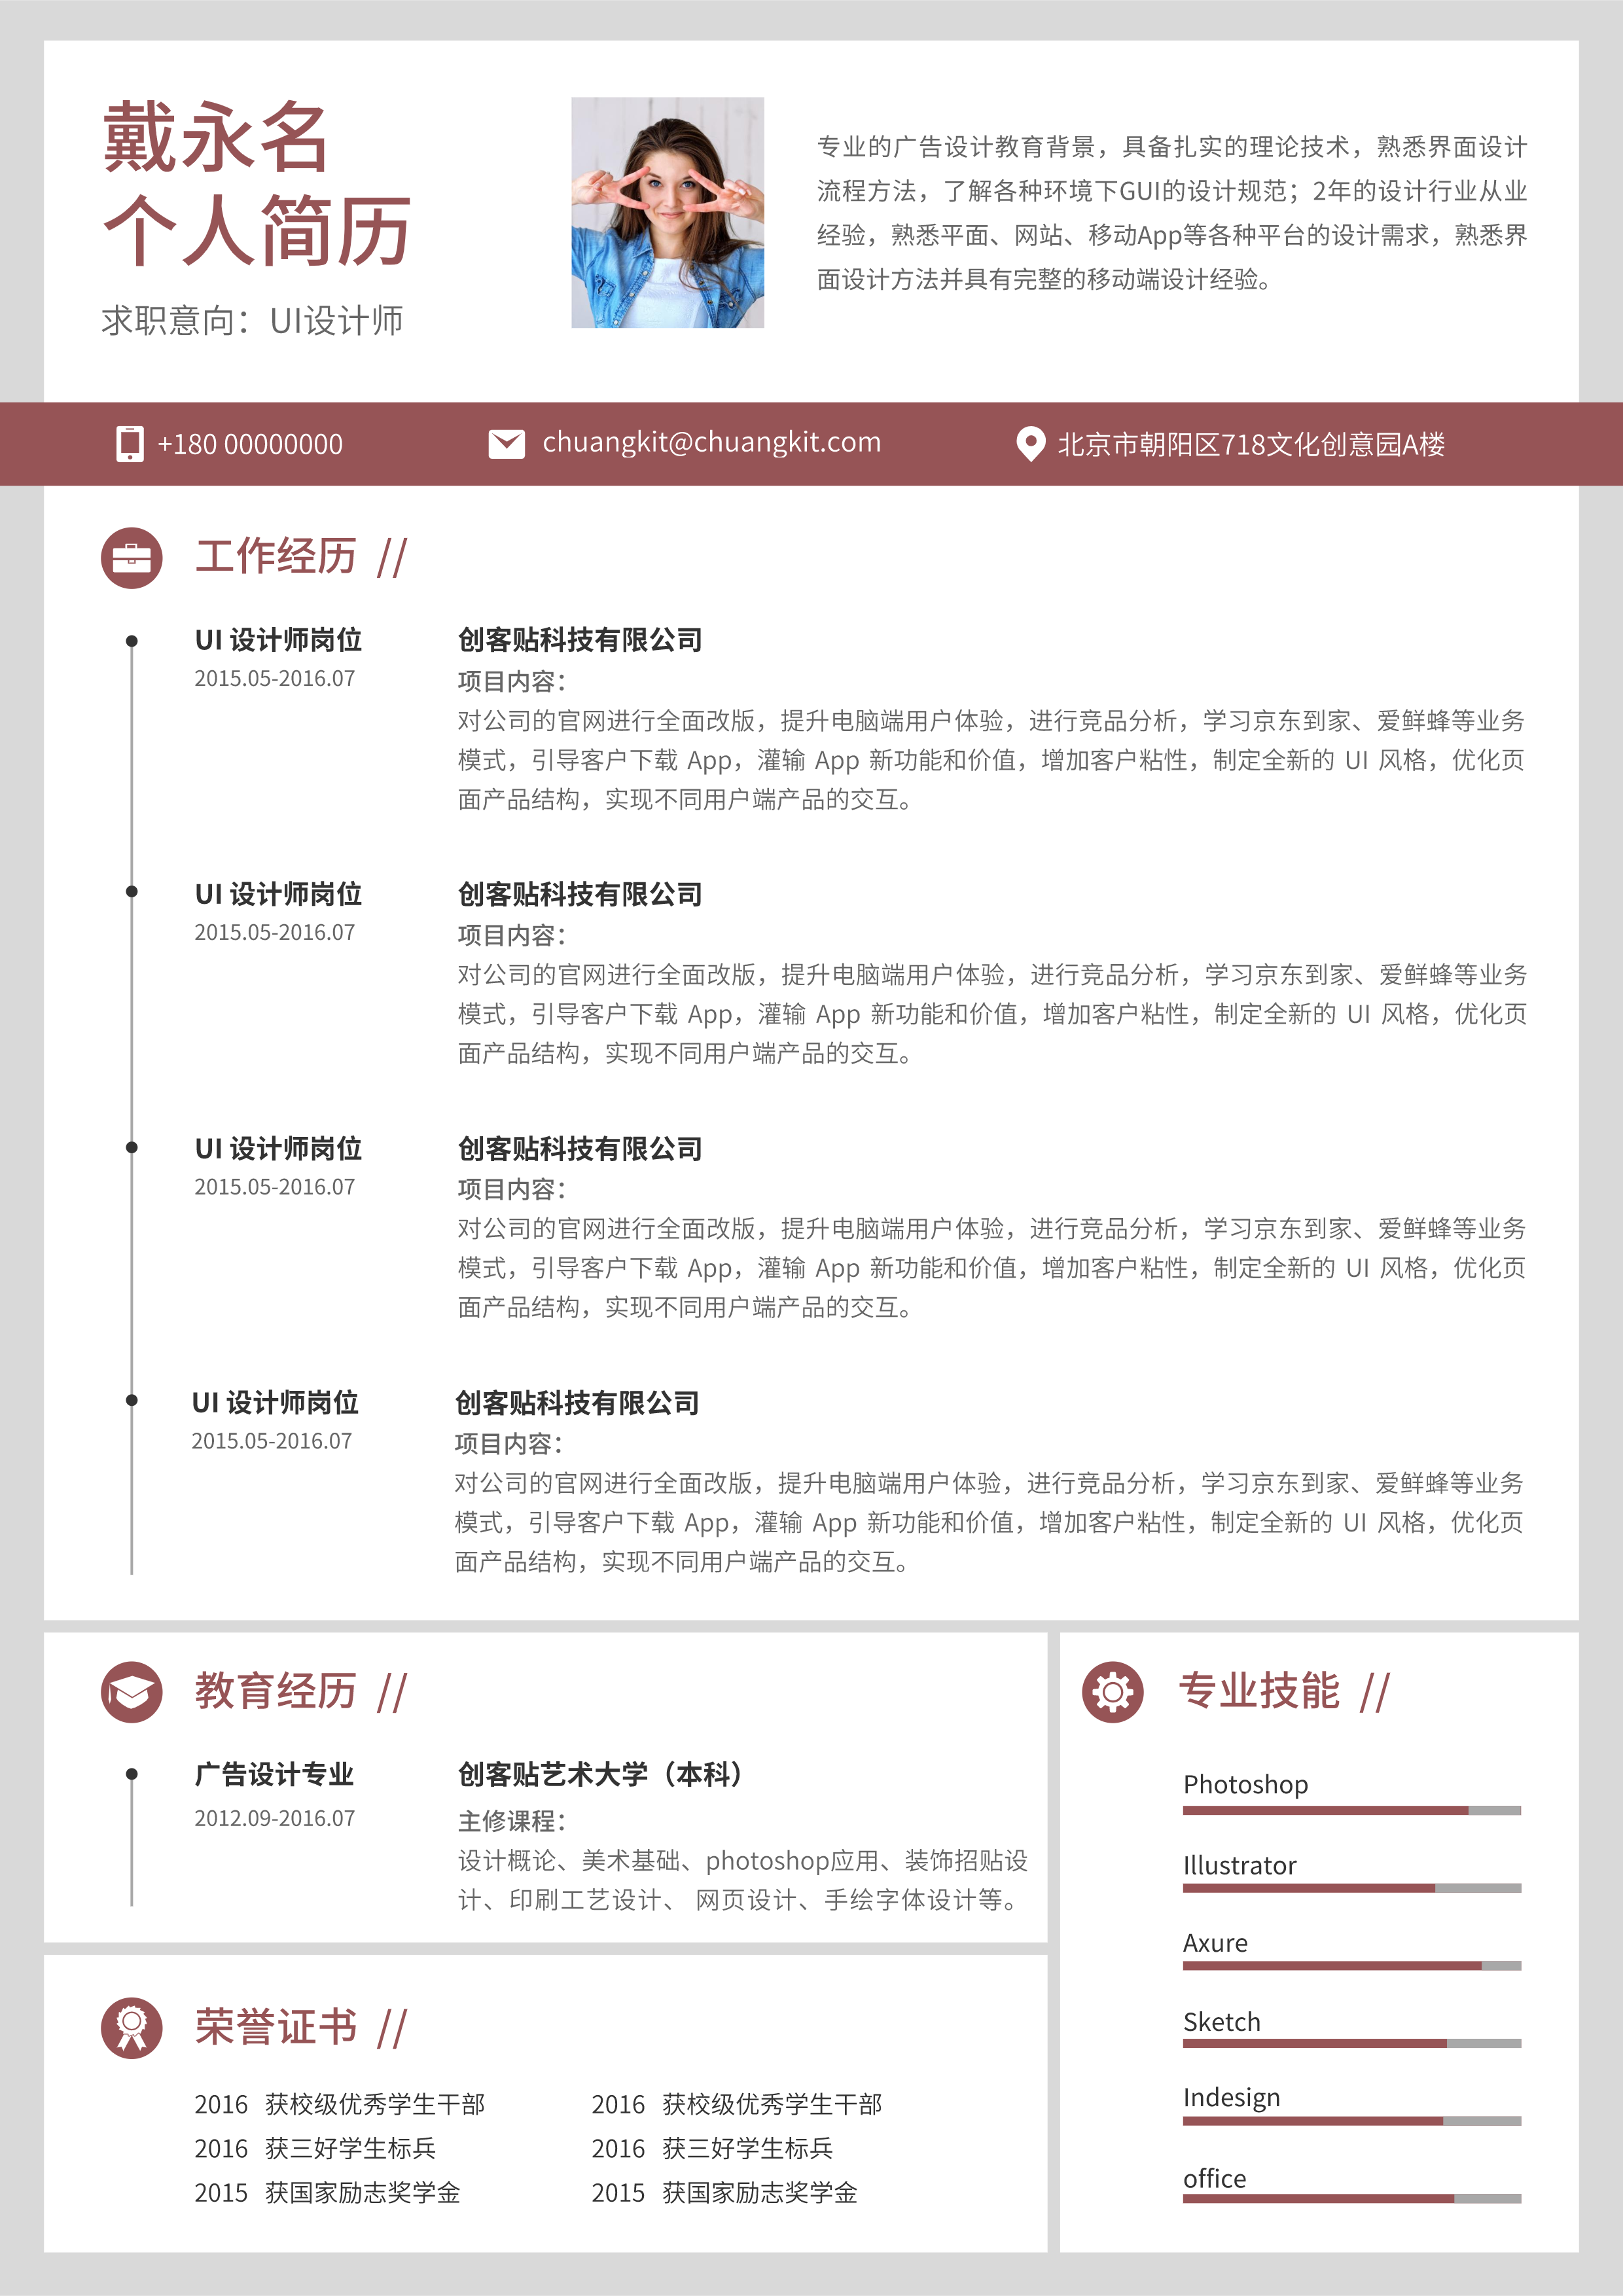 戴永名
个人简历
求职意向：UI设计师
专业的广告设计教育背景，具备扎实的理论技术，熟悉界面设计
流程方法，了解各种环境下GUI的设计规范；2年的设计行业从业
经验，熟悉平面、网站、移动App等各种平台的设计需求，熟悉界
面设计方法并具有完整的移动端设计经验。
+180 00000000
chuangkit@chuangkit.com
北京市朝阳区718文化创意园A楼
工作经历 //
UI 设计师岗位
2015.05-2016.07
创客贴科技有限公司
项目内容：
对公司的官网进行全面改版，提升电脑端用户体验，进行竞品分析，学习京东到家、爱鲜蜂等业务
模式，引导客户下载 App，灌输 App 新功能和价值，增加客户粘性，制定全新的 UI 风格，优化页
面产品结构，实现不同用户端产品的交互。
UI 设计师岗位
2015.05-2016.07
创客贴科技有限公司
项目内容：
对公司的官网进行全面改版，提升电脑端用户体验，进行竞品分析，学习京东到家、爱鲜蜂等业务
模式，引导客户下载 App，灌输 App 新功能和价值，增加客户粘性，制定全新的 UI 风格，优化页
面产品结构，实现不同用户端产品的交互。
UI 设计师岗位
2015.05-2016.07
创客贴科技有限公司
项目内容：
对公司的官网进行全面改版，提升电脑端用户体验，进行竞品分析，学习京东到家、爱鲜蜂等业务
模式，引导客户下载 App，灌输 App 新功能和价值，增加客户粘性，制定全新的 UI 风格，优化页
面产品结构，实现不同用户端产品的交互。
UI 设计师岗位
2015.05-2016.07
创客贴科技有限公司
项目内容：
对公司的官网进行全面改版，提升电脑端用户体验，进行竞品分析，学习京东到家、爱鲜蜂等业务
模式，引导客户下载 App，灌输 App 新功能和价值，增加客户粘性，制定全新的 UI 风格，优化页
面产品结构，实现不同用户端产品的交互。
教育经历 //
广告设计专业
2012.09-2016.07
创客贴艺术大学（本科）
主修课程：
设计概论、美术基础、photoshop应用、装饰招贴设
计、印刷工艺设计、 网页设计、手绘字体设计等。
荣誉证书 //
2016 获校级优秀学生干部
2016 获三好学生标兵
2015 获国家励志奖学金
2016 获校级优秀学生干部
2016 获三好学生标兵
2015 获国家励志奖学金
专业技能 //
Photoshop
Illustrator
Axure
Sketch
Indesign
office